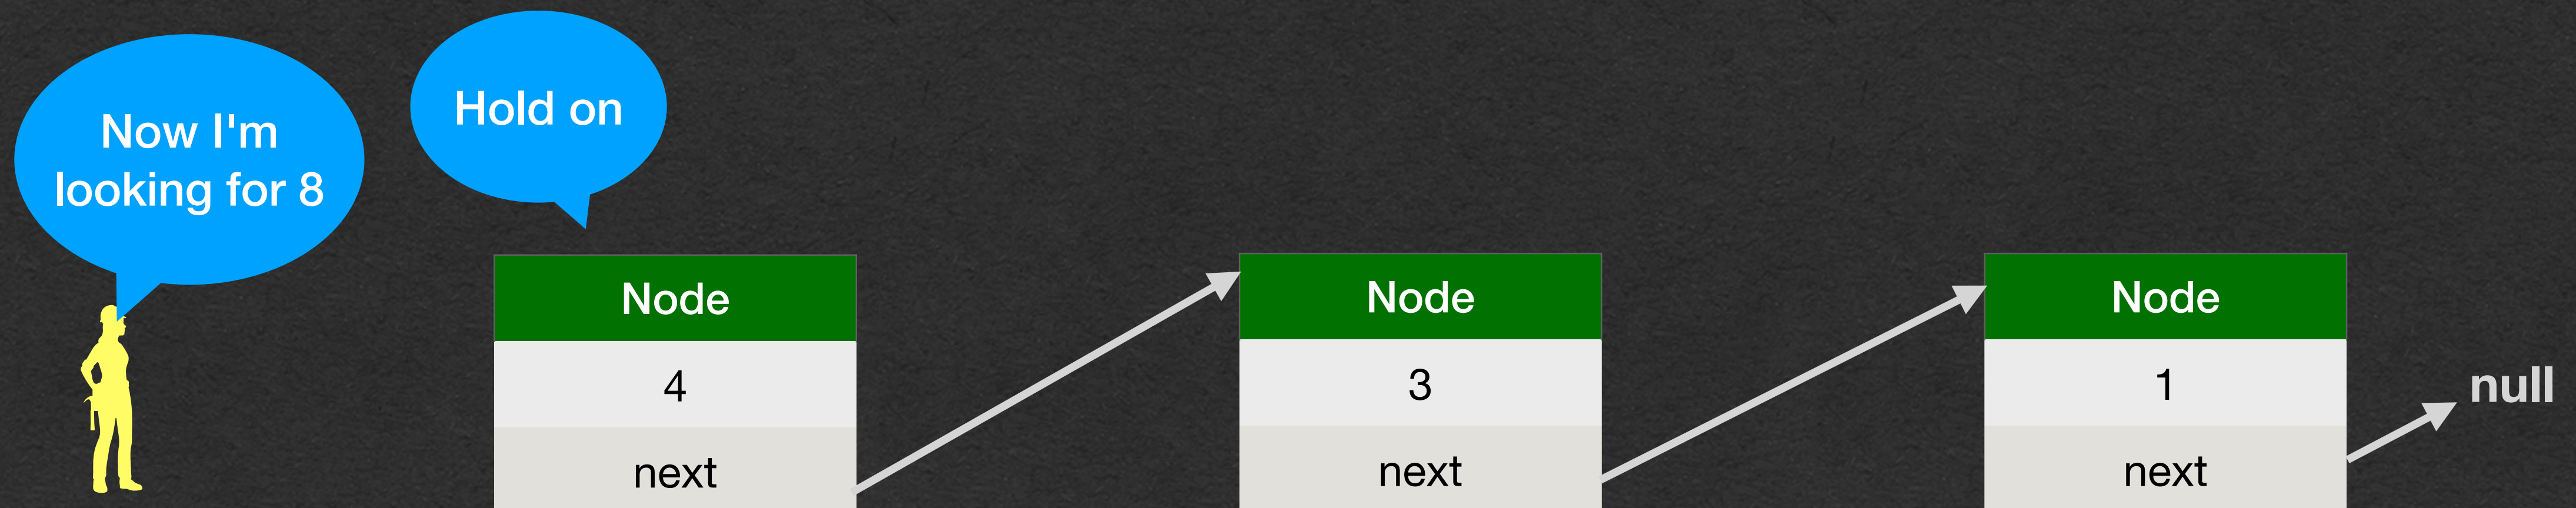 Now I'm
looking for 8
Hold on
Node
4
next
Node
3
next
Node
1
next
null